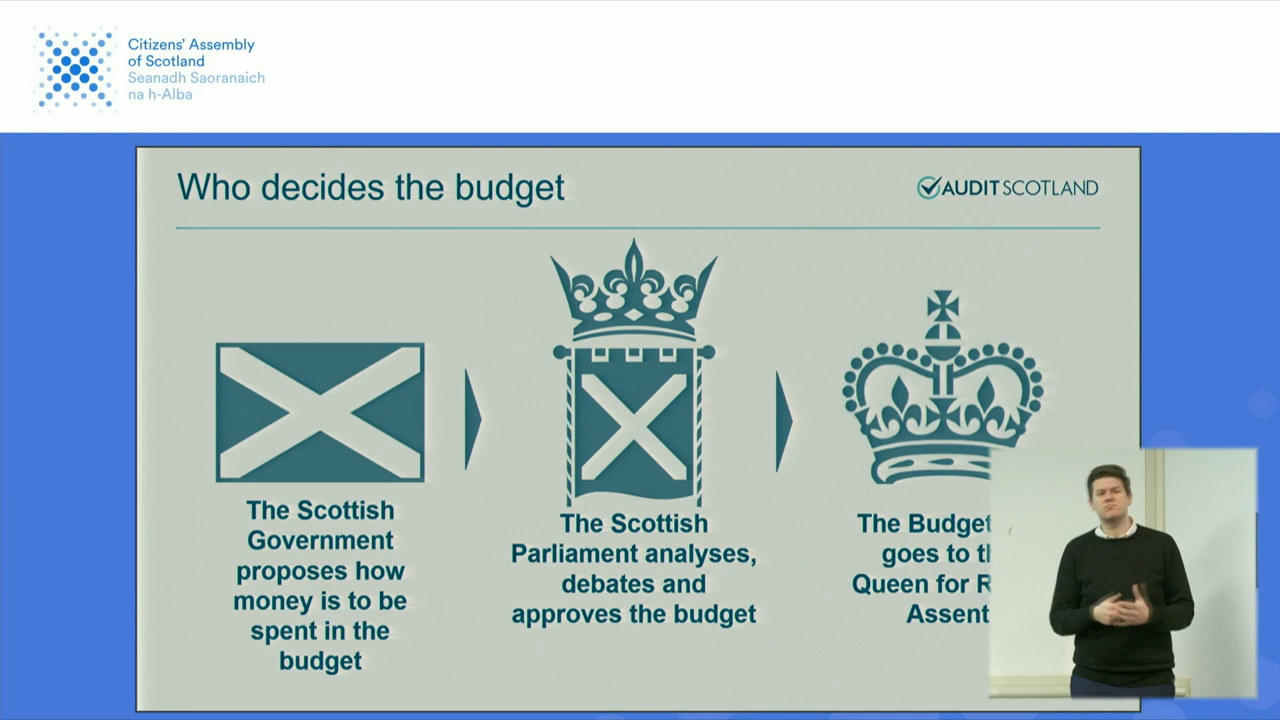 Citizens' Assembly
of Scotland
Seanadh Saoranaich
na h-Alba
Who decides the budget
AUDIT SCOTLAND
The Scottish
Government
proposes how
money is to be
spent in the
budget
The Scottish
Parliament analyses,
debates and
approves the budget
The Budget
goes to
Queen for
Assent